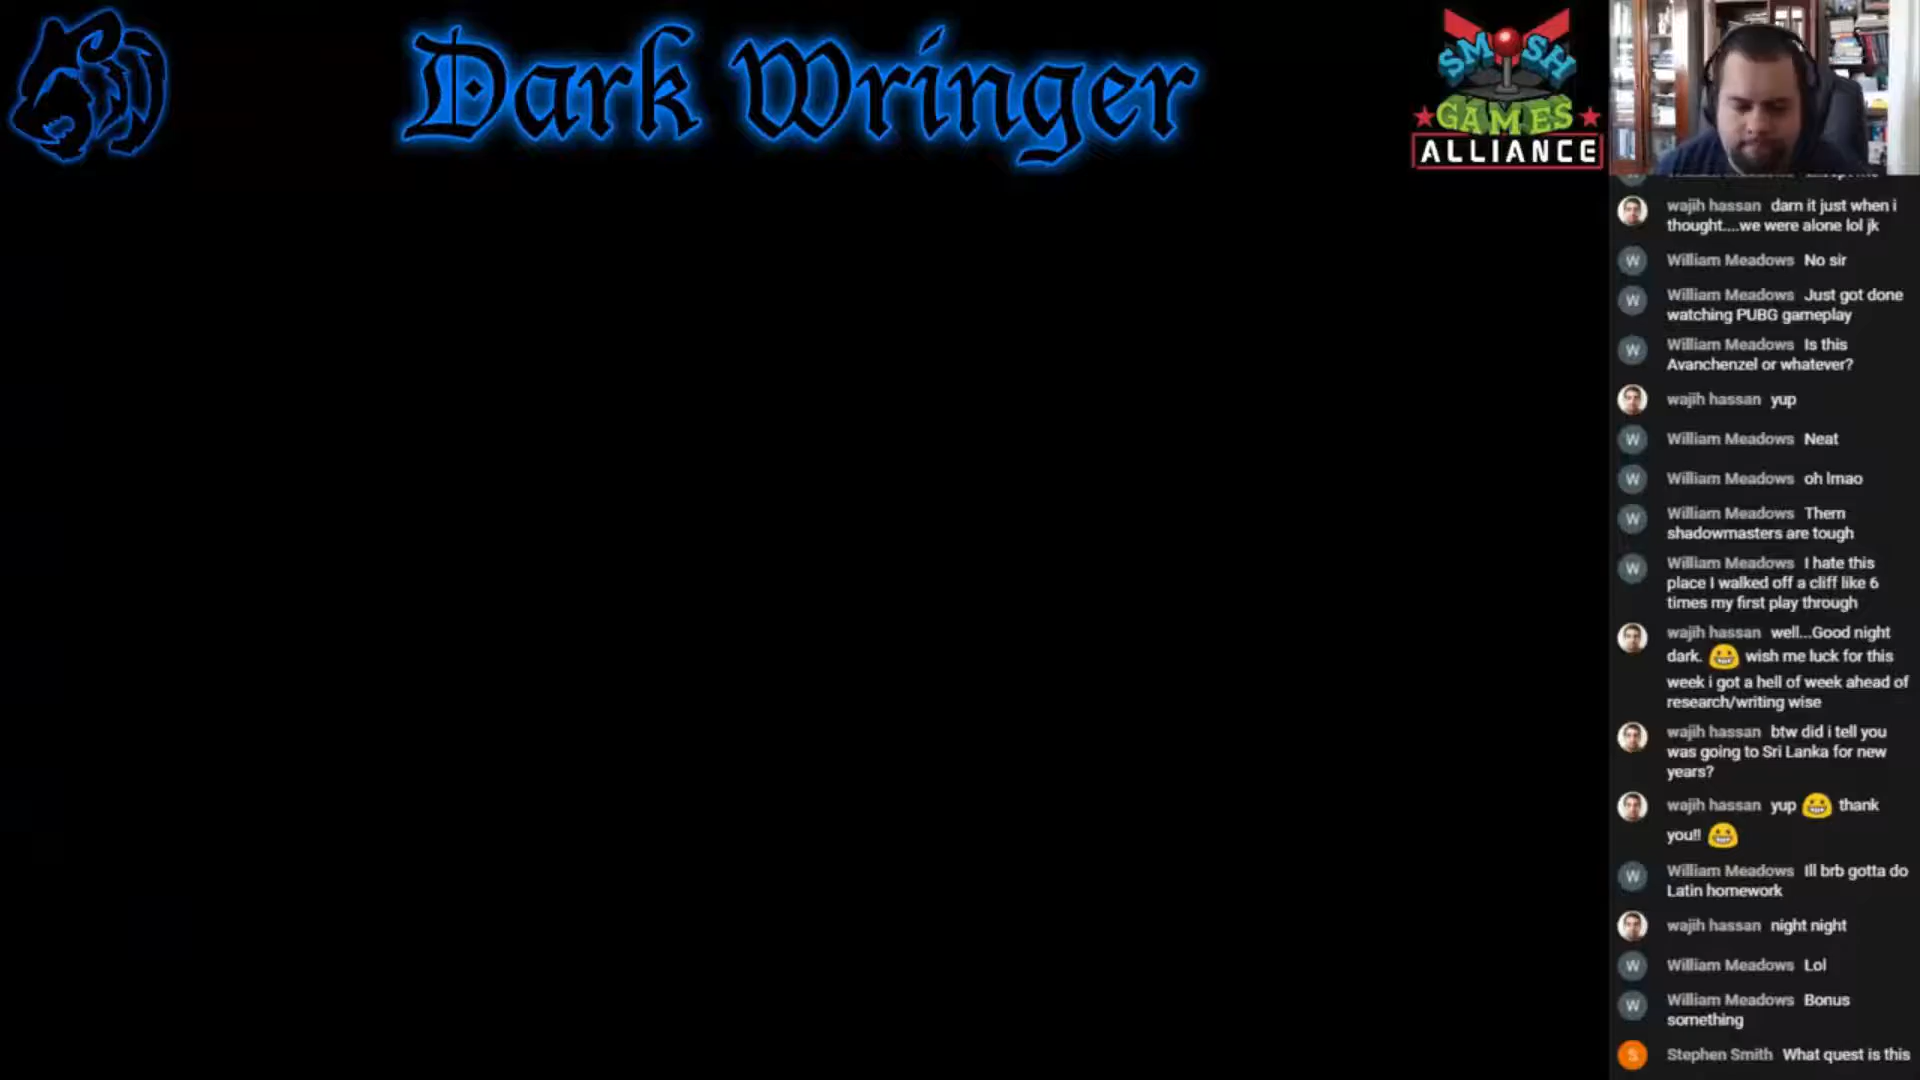 Dark Wringer
SMASH
GAMES
ALLIANCE
wajih hassan darn it just when i
thought....we were alone lol jk
William Meadows No sir
William Meadows Just got done
watching PUBG gameplay
William Meadows Is this
Avanchenzel or whatever?
wajih hassan yup
William Meadows Neat
William Meadows oh lmao
William Meadows Them
shadowmasters are tough
William Meadows I hate this
place I walked off a cliff like 6
times my first play through
wajih hassan well...Good night
dark. 😀 wish me luck for this
week i got a hell of week ahead of
research/writing wise
wajih hassan btw did i tell you
was going to Sri Lanka for new
years?
wajih hassan yup 😀 thank
you!! 😀
William Meadows Ill brb gotta do
Latin homework
wajih hassan night night
William Meadows Lol
William Meadows Bonus
something
Stephen Smith What quest is this